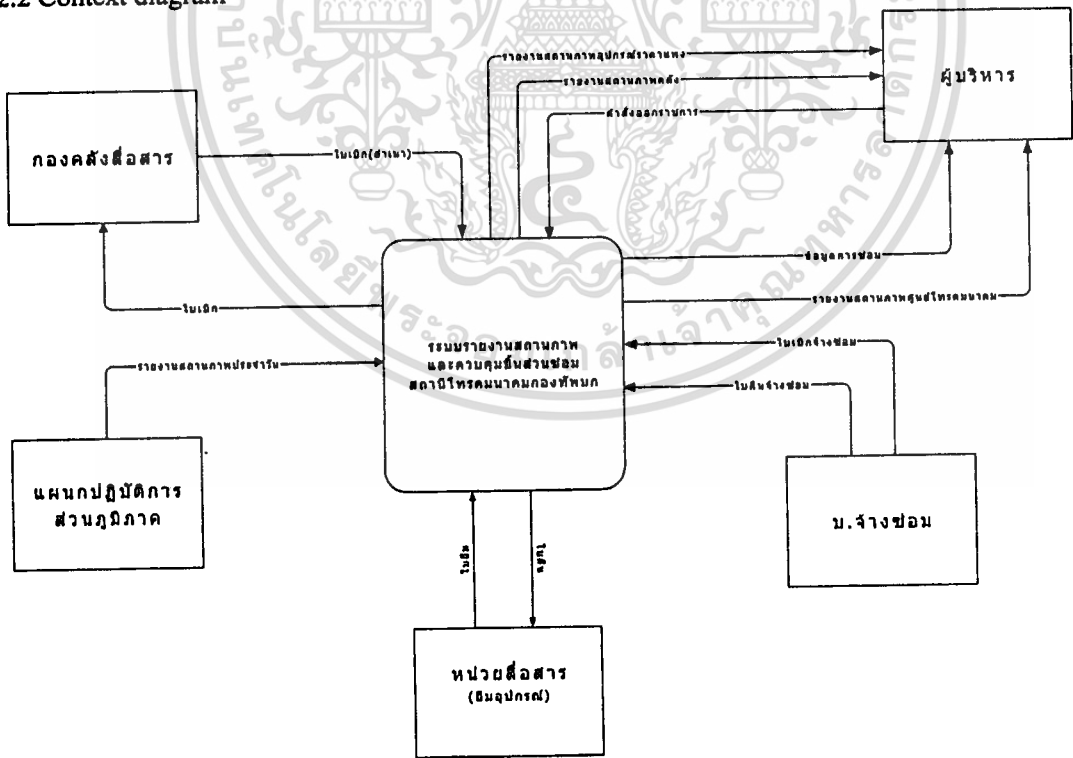 2.2 Context diagram
รายงานสถานภาพอุปกรณ์ราคาแพง
รายงานสถานภาพคลัง
คำสั่งออกราชการ
ผู้บริหาร
กองคลังสื่อสาร
ใบเบิก(สำเนา)
ใบเบิก
ข้อมูลการซ่อม
รายงานสถานภาพศูนย์โทรคมนาคม
ระบบรายงานสถานภาพ
และควบคุมชิ้นส่วนซ่อม
สถานีโทรคมนาคมกองทัพบก
รายงานสถานภาพประจำวัน
ใบเบิกจ้างซ่อม
ใบคืนจ้างซ่อม
แผนกปฏิบัติการ
ส่วนภูมิภาค
บ.จ้างซ่อม
ใบยืม
ใบคืน
หน่วยสื่อสาร
(ยืมอุปกรณ์)